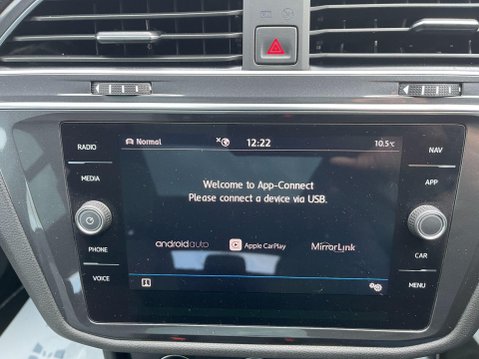 RADIO
MEDIA
PHONE
VOICE
Normal
12:22
10.5°C
Welcome to App-Connect
Please connect a device via USB.
androidauto
Apple CarPlay
MirrorLink
NAV
APP
CAR
MENU